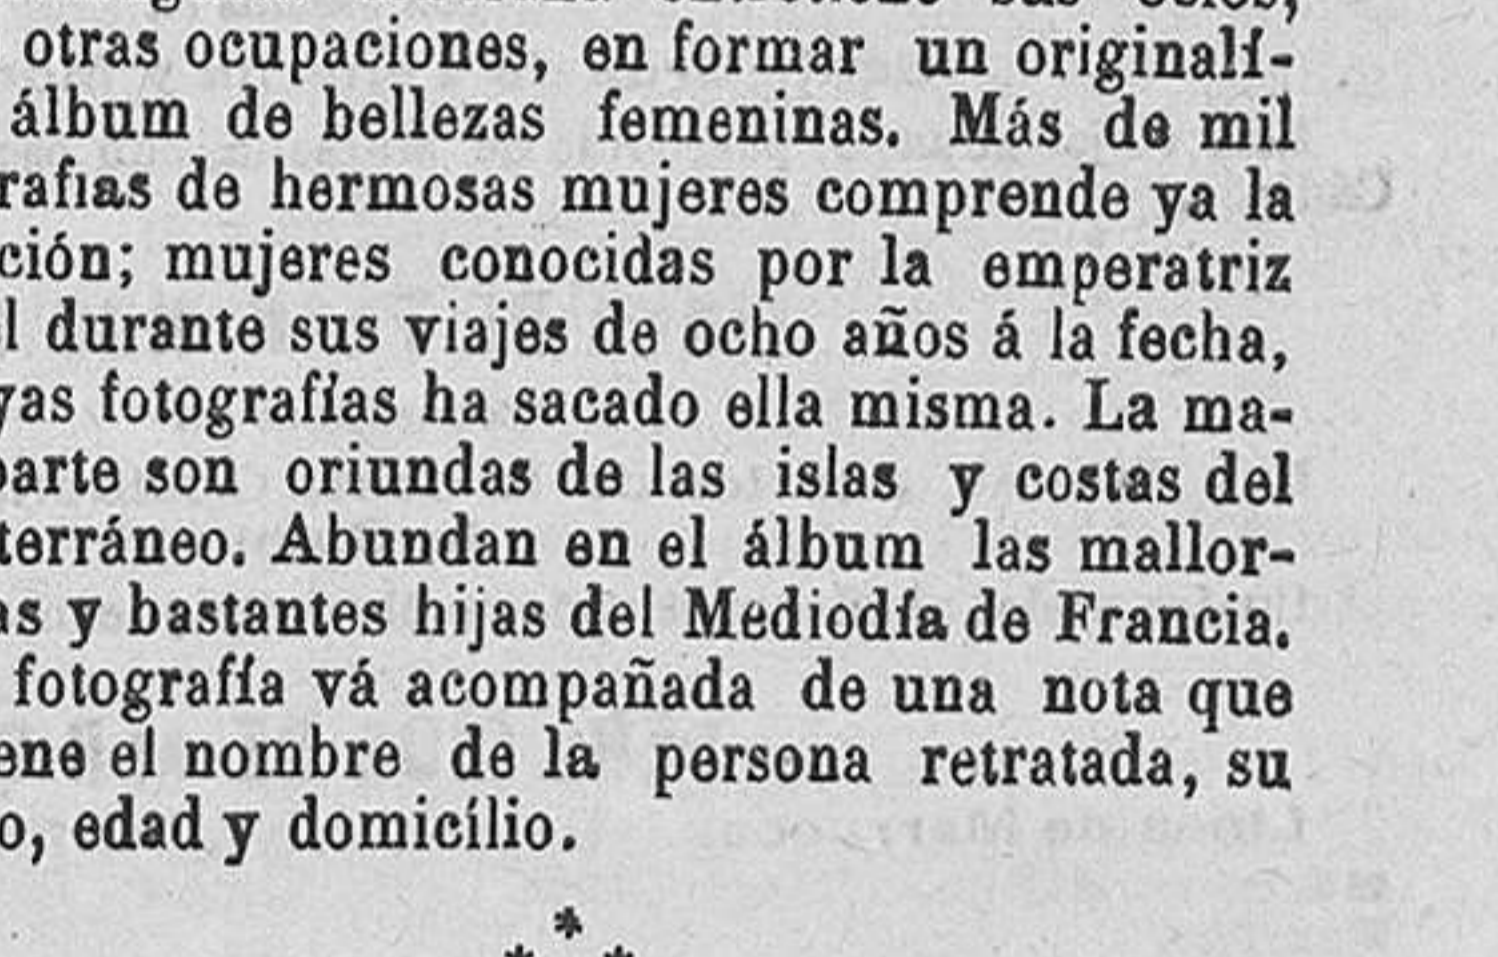 sus ocios,
otras ocupaciones, en formar un originalí-
álbum de bellezas femeninas. Más de mil
rafias de hermosas mujeres comprende ya la
ción; mujeres conocidas por la emperatriz
l durante sus viajes de ocho años á la fecha,
yas fotografías ha sacado ella misma. La ma-
parte son oriundas de las islas y costas del
terráneo. Abundan en el álbum las mallor-
as y bastantes hijas del Mediodía de Francia.
fotografía vá acompañada de una nota que
ene el nombre de la persona retratada, su
o, edad y domicílio.